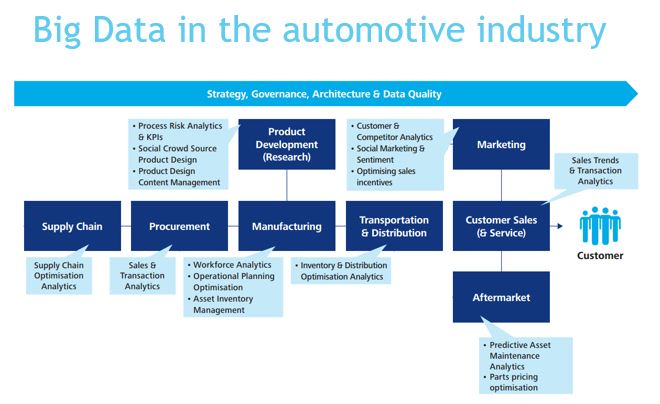 Big Data in the automotive industry
Strategy, Governance, Architecture & Data Quality
• Process Risk Analytics
& KPIs
• Social Crowd Source
Product Design
• Product Design
Content Management
Product
Development
(Research)
• Customer &
Competitor Analytics
• Social Marketing &
Sentiment
• Optimising sales
incentives
Marketing
Sales Trends
& Transaction
Analytics
Supply Chain
Procurement
Manufacturing
Transportation
& Distribution
Customer Sales
(& Service)
Customer
Supply Chain
Optimisation
Analytics
Sales &
Transaction
Analytics
• Workforce Analytics
• Operational Planning
Optimisation
• Asset Inventory
Management
• Inventory & Distribution
Optimisation Analytics
Aftermarket
• Predictive Asset
Maintenance
Analytics
• Parts pricing
optimisation